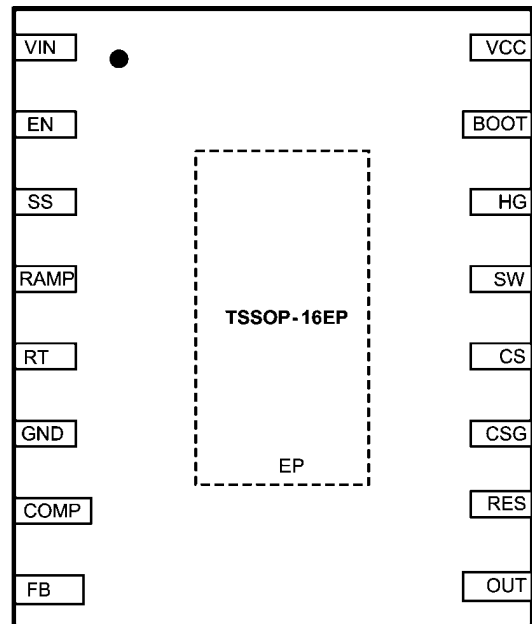 VIN VCC
EN BOOT
SS HG
RAMP SW
TSSOP-16EP
RT CS
GND CSG
EP
COMP RES
FB OUT